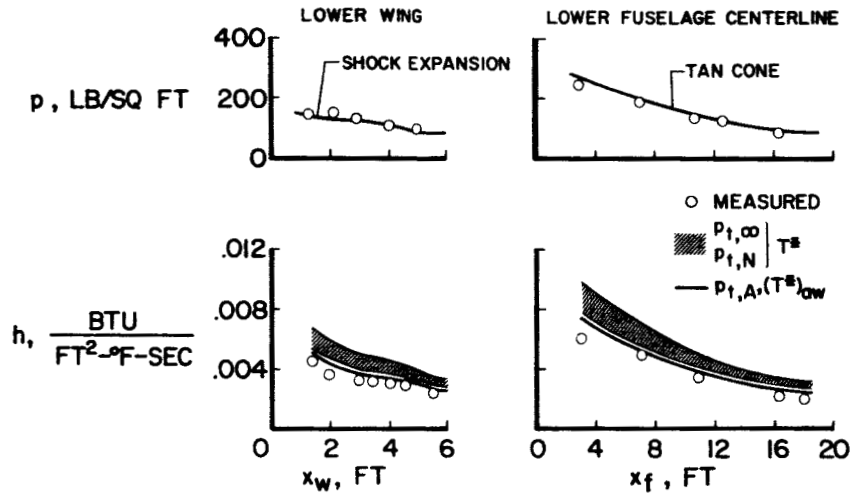 LOWER WING
LOWER FUSELAGE CENTERLINE
400
SHOCK EXPANSION
TAN CONE
p, LB/SQ FT
200
0
MEASURED
p_t,∞
p_t,N
T*
p_t,A,(T*)aw
.012
.008
h, BTU
FT²-°F-SEC
.004
0 2 4 6
0 4 8 12 16 20
x_w, FT
x_f, FT